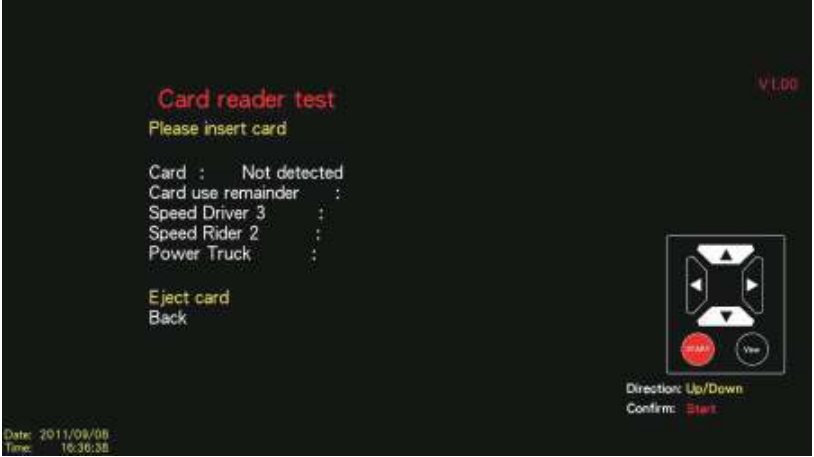 Card reader test
V1.00
Please insert card
Card : Not detected
Card use remainder :
Speed Driver 3 :
Speed Rider 2 :
Power Truck :
Eject card
Back
START View
Direction: Up/Down
Confirm: Start
Date: 2011/09/08
Time: 16:36:38